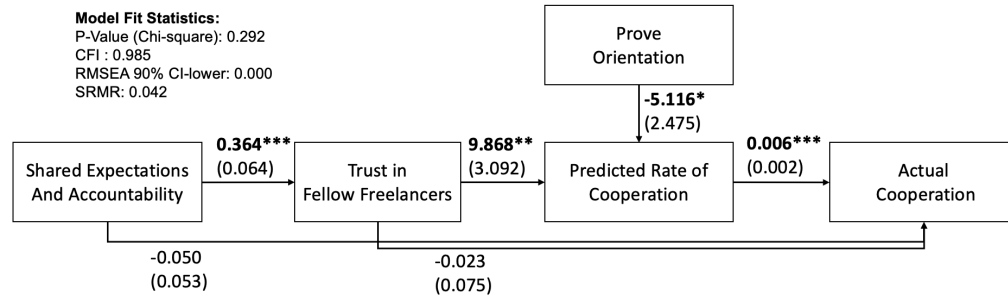 Model Fit Statistics:
P-Value (Chi-square): 0.292
CFI : 0.985
RMSEA 90% CI-lower: 0.000
SRMR: 0.042
Prove
Orientation
-5.116*
(2.475)
Shared Expectations
And Accountability
0.364***
(0.064)
Trust in
Fellow Freelancers
9.868**
(3.092)
Predicted Rate of
Cooperation
0.006***
(0.002)
Actual
Cooperation
-0.050
(0.053)
-0.023
(0.075)